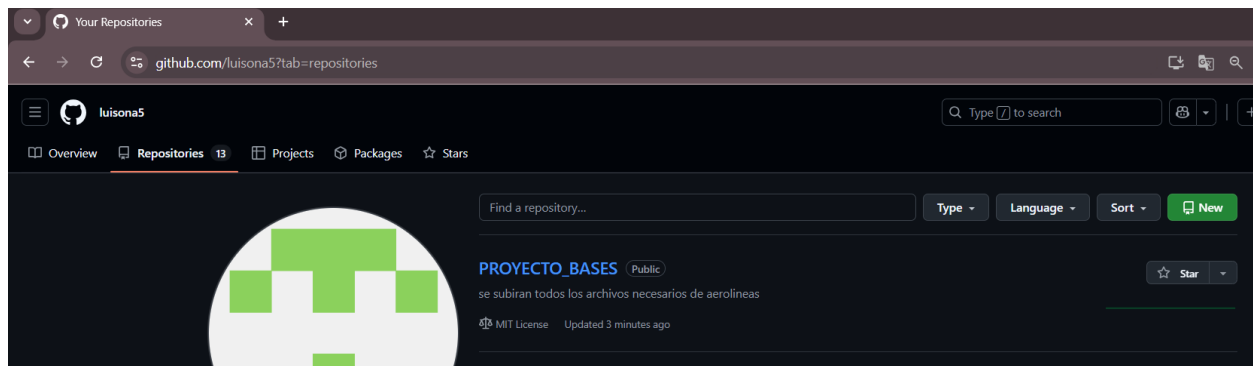 Your Repositories
github.com/luisona5?tab=repositories
luisona5
Type / to search
Overview Repositories 13 Projects Packages Stars
Find a repository...
Type Language Sort New
PROYECTO_BASES Public
Star
se subiran todos los archivos necesarios de aerolineas
MIT License Updated 3 minutes ago